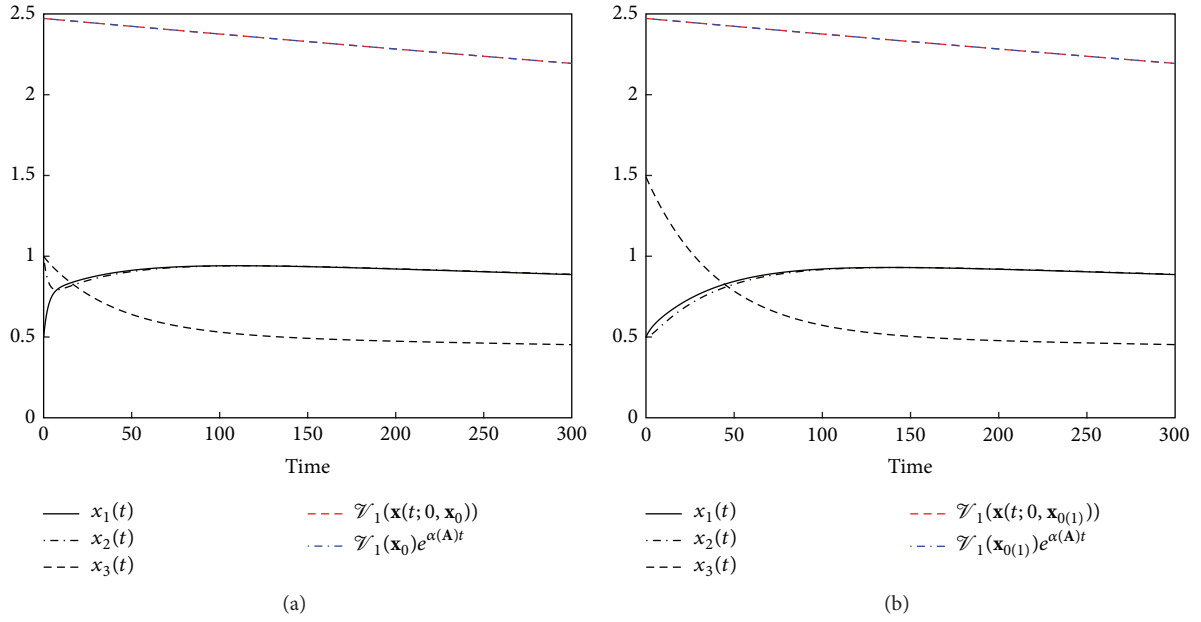 2.5
2
1.5
1
0.5
0
0 50 100 150 200 250 300
Time
x₁(t)
x₂(t)
x₃(t)
𝒱₁(x(t; 0, x₀))
𝒱₁(x₀)e^{α(A)t}
(a)
2.5
2
1.5
1
0.5
0
0 50 100 150 200 250 300
Time
x₁(t)
x₂(t)
x₃(t)
𝒱₁(x(t; 0, x₀₍₁₎))
𝒱₁(x₀₍₁₎)e^{α(A)t}
(b)